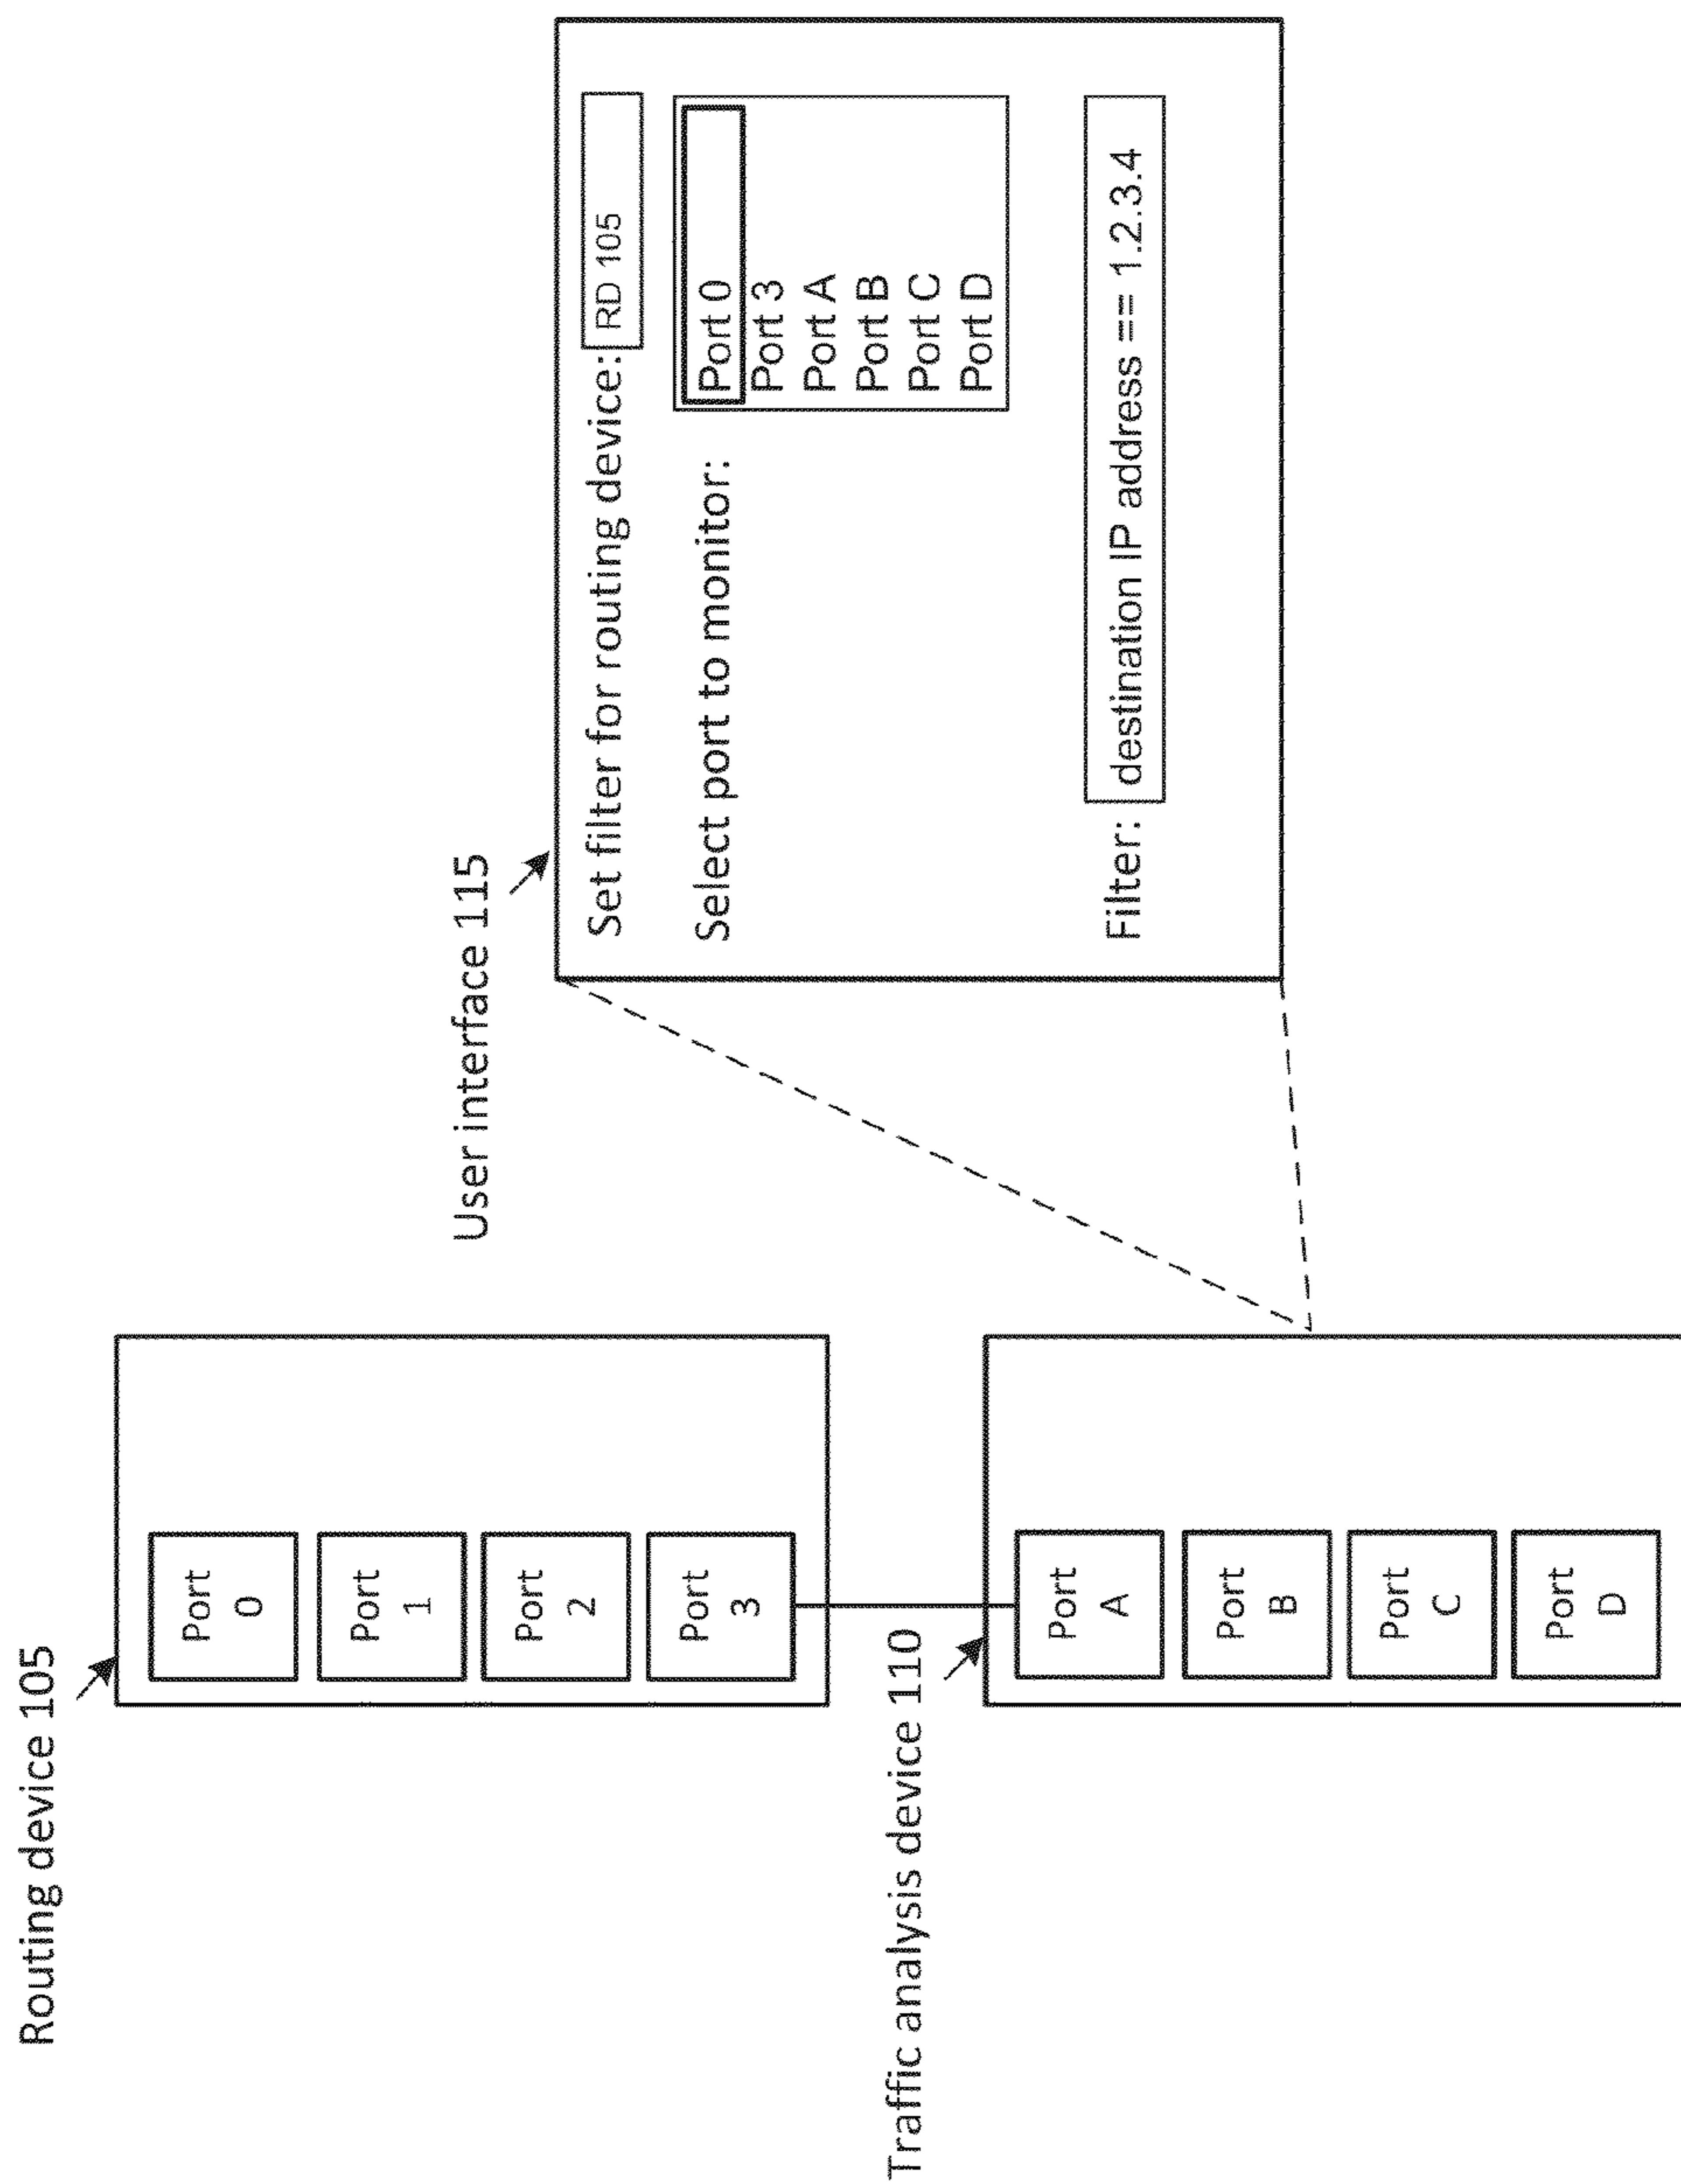 Routing device 105
Port
0
Port
1
Port
2
Port
3
Traffic analysis device 110
Port
A
Port
B
Port
C
Port
D
User interface 115
Set filter for routing device: RD 105
Select port to monitor:
Port 0
Port 3
Port A
Port B
Port C
Port D
Filter: destination IP address == 1.2.3.4